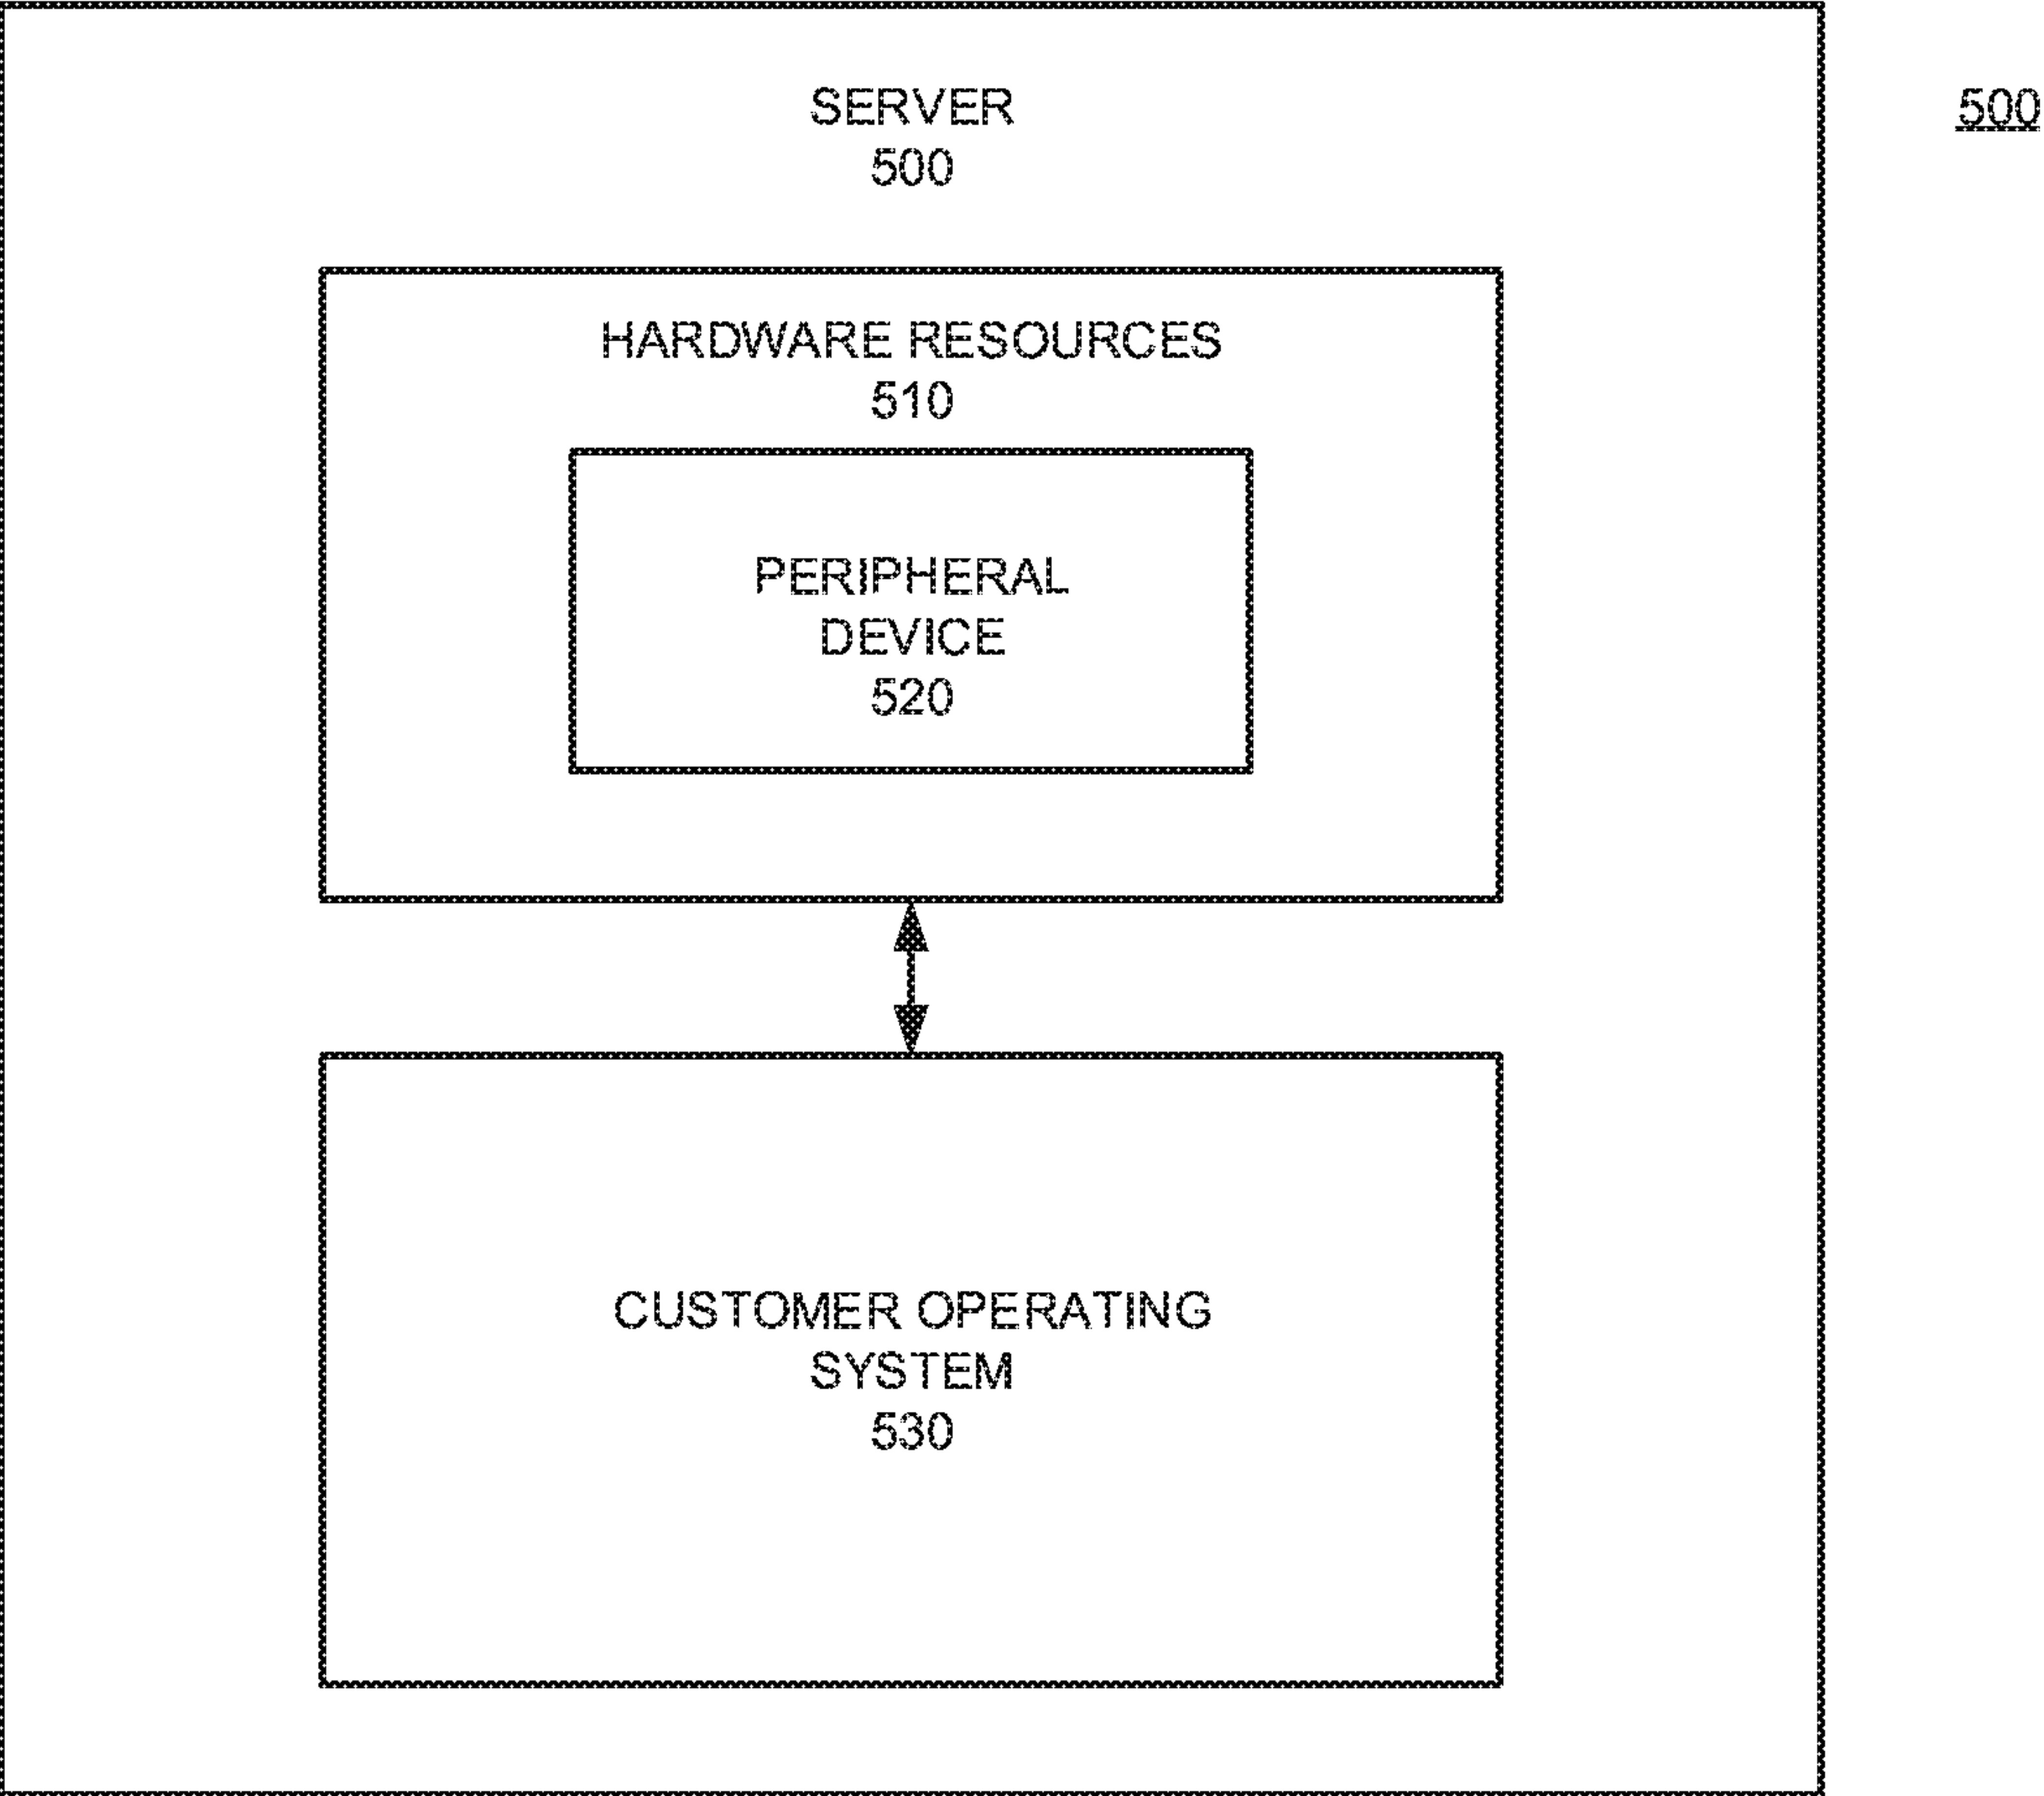 SERVER
500
500
HARDWARE RESOURCES
510
PERIPHERAL
DEVICE
520
CUSTOMER OPERATING
SYSTEM
530